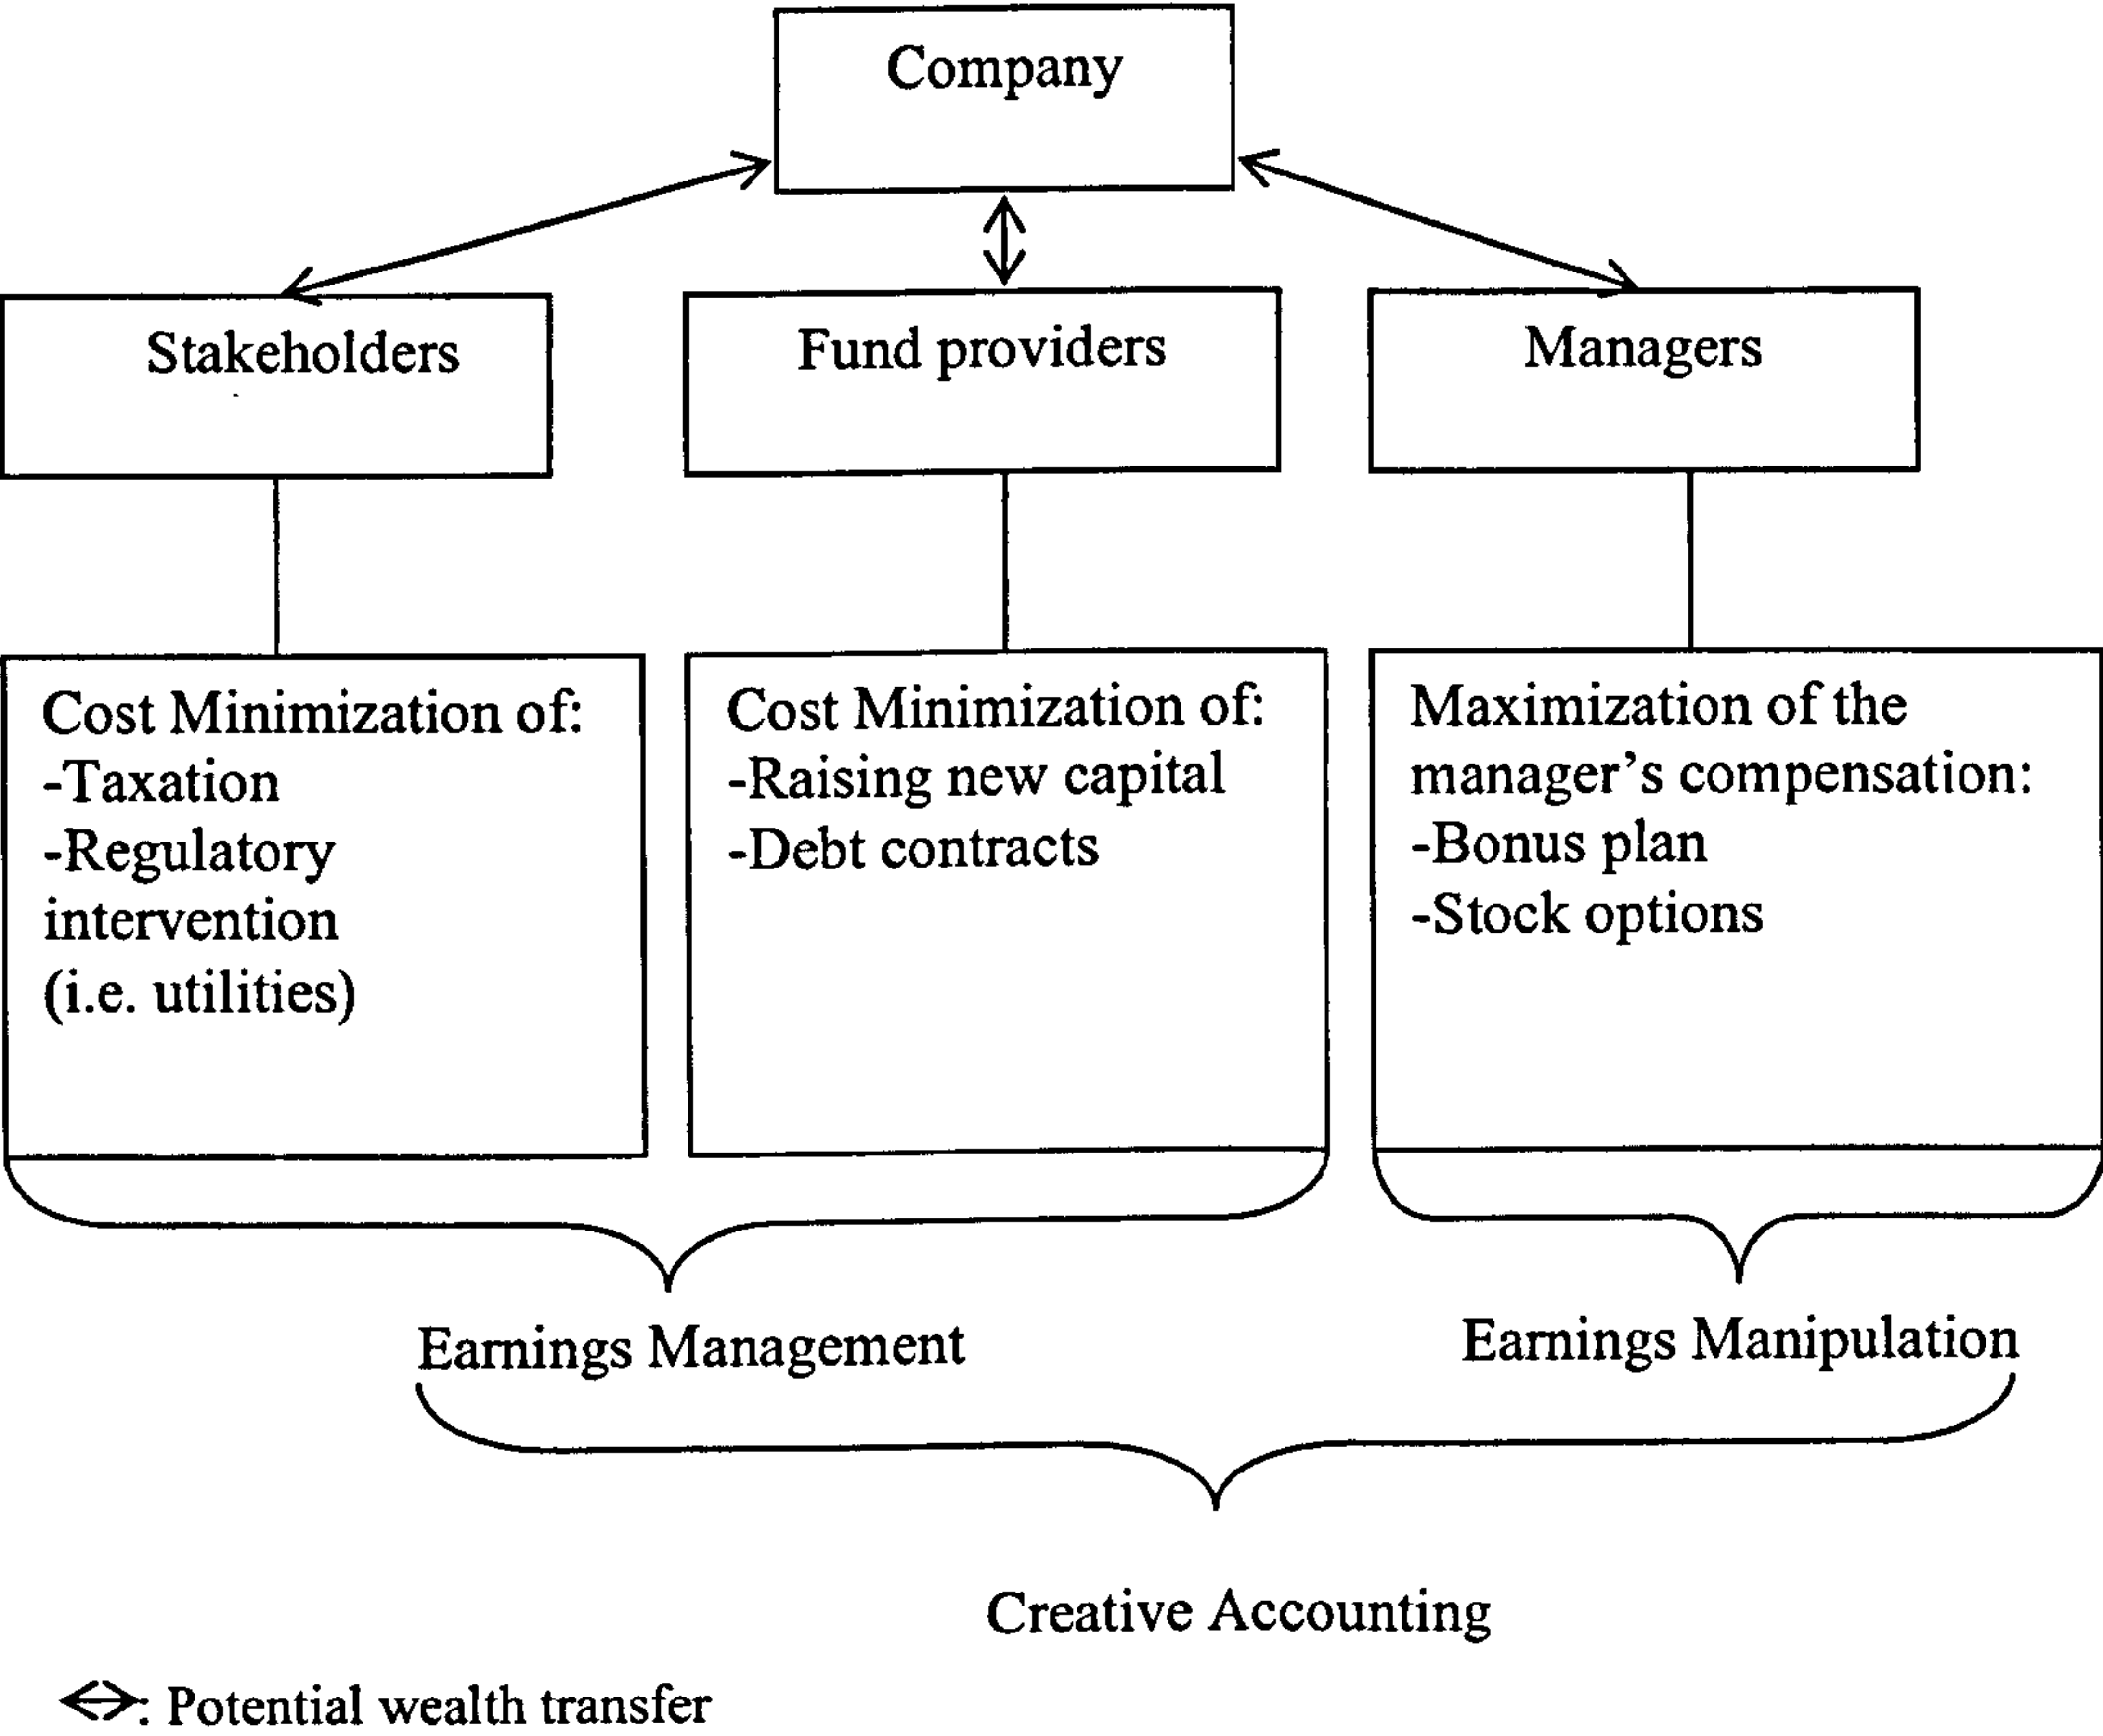 Company
Stakeholders
Fund providers
Managers
Cost Minimization of:
-Taxation
-Regulatory
intervention
(i.e. utilities)
Cost Minimization of:
-Raising new capital
-Debt contracts
Maximization of the
manager's compensation:
-Bonus plan
-Stock options
Earnings Management
Earnings Manipulation
Creative Accounting
<->: Potential wealth transfer